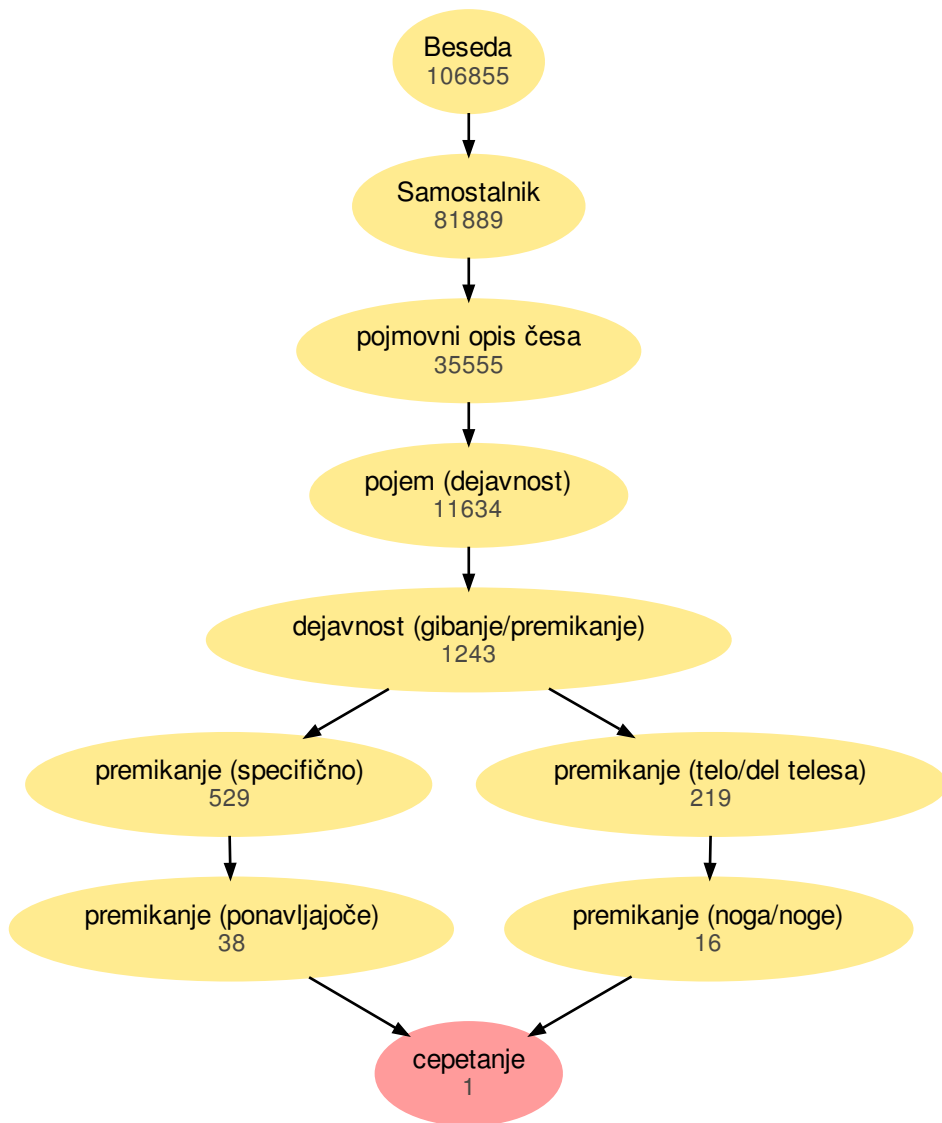 Beseda
106855
Samostalnik
81889
pojmovni opis česa
35555
pojem (dejavnost)
11634
dejavnost (gibanje/premikanje)
1243
premikanje (specifično)
529
premikanje (telo/del telesa)
219
premikanje (ponavljajoče)
38
premikanje (noga/noge)
16
cepetanje
1